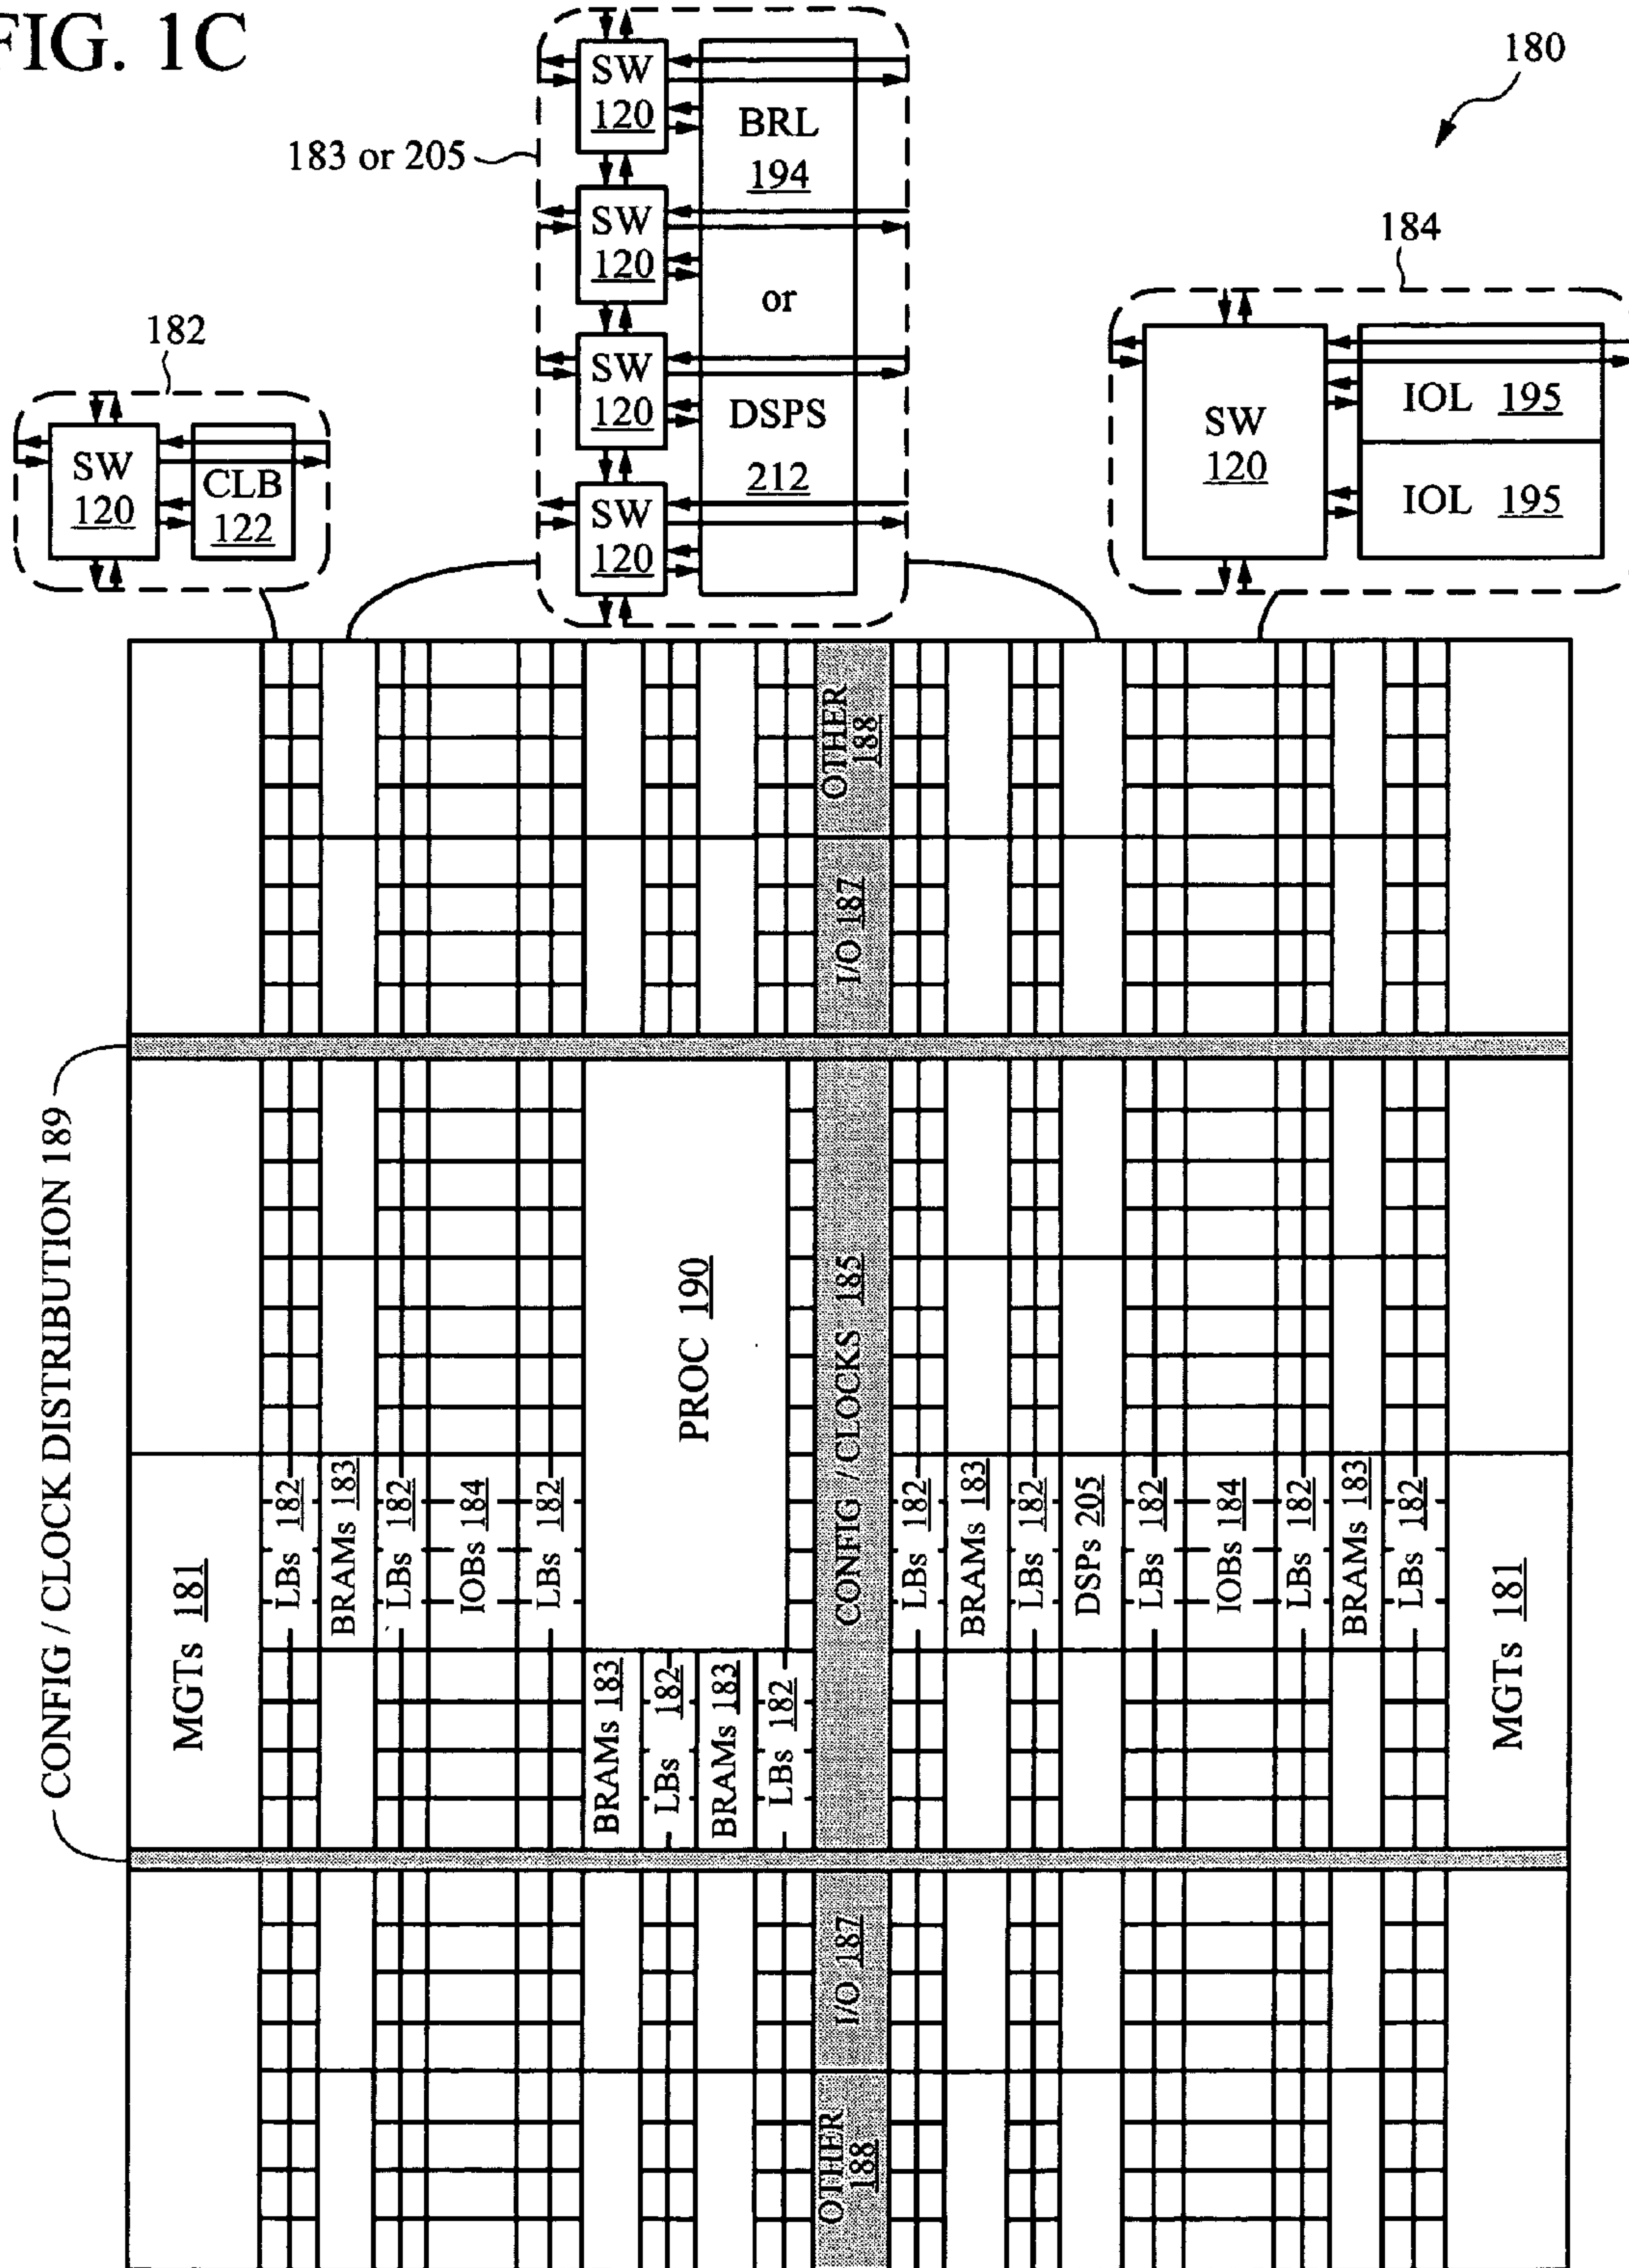 FIG. 1C
180
183 or 205
SW
120
SW
120
SW
120
SW
120
BRL
194
or
DSPS
212
184
SW
120
IOL 195
IOL 195
182
SW
120
CLB
122
OTHER
188
I/O 187
CONFIG / CLOCK DISTRIBUTION 189
PROC 190
CONFIG / CLOCKS 185
MGTs 181
LBs 182
BRAMs 183
LBs 182
IOBs 184
LBs 182
BRAMs 183
LBs 182
BRAMs 183
LBs 182
LBs 182
BRAMs 183
LBs 182
DSPs 205
LBs 182
IOBs 184
LBs 182
BRAMs 183
LBs 182
MGTs 181
I/O 187
OTHER
188